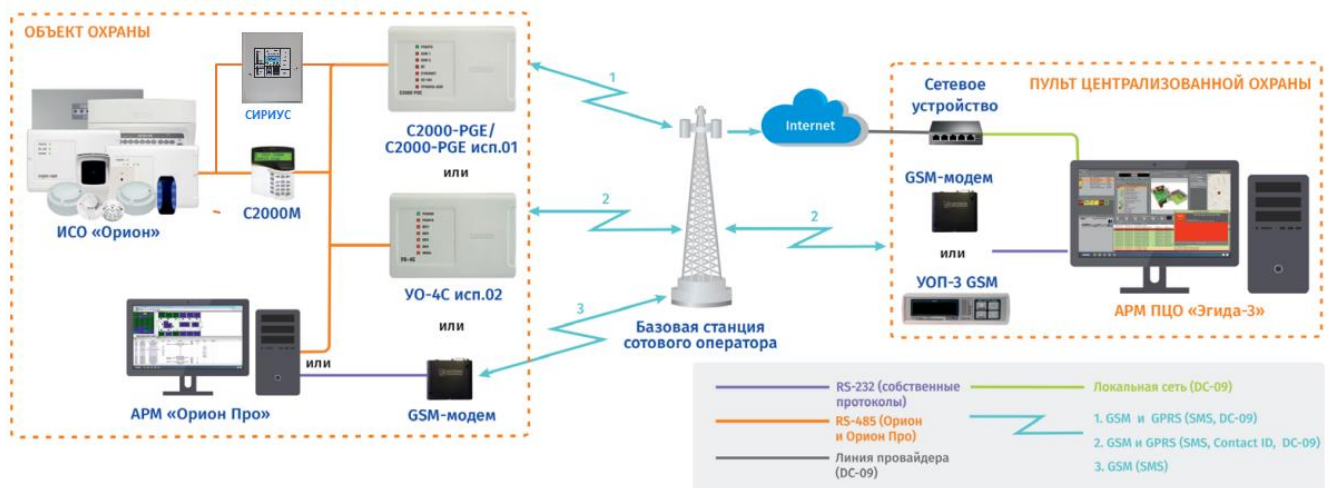 ОБЪЕКТ ОХРАНЫ
СИРИУС
С2000М
ИСО «Орион»
С2000 PGE
С2000-PGE/
С2000-PGE исп.01
или
УО-4С
УО-4С исп.02
или
или
АРМ «Орион Про»
GSM-модем
1
2
3
2
Базовая станция
сотового оператора
Internet
ПУЛЬТ ЦЕНТРАЛИЗОВАННОЙ ОХРАНЫ
Сетевое
устройство
GSM-модем
или
УОП-3 GSM
АРМ ПЦО «Эгида-3»
RS-232 (собственные
протоколы)
RS-485 (Орион
и Орион Про)
Линия провайдера
(DC-09)
Локальная сеть (DC-09)
1. GSM и GPRS (SMS, DC-09)
2. GSM и GPRS (SMS, Contact ID, DC-09)
3. GSM (SMS)